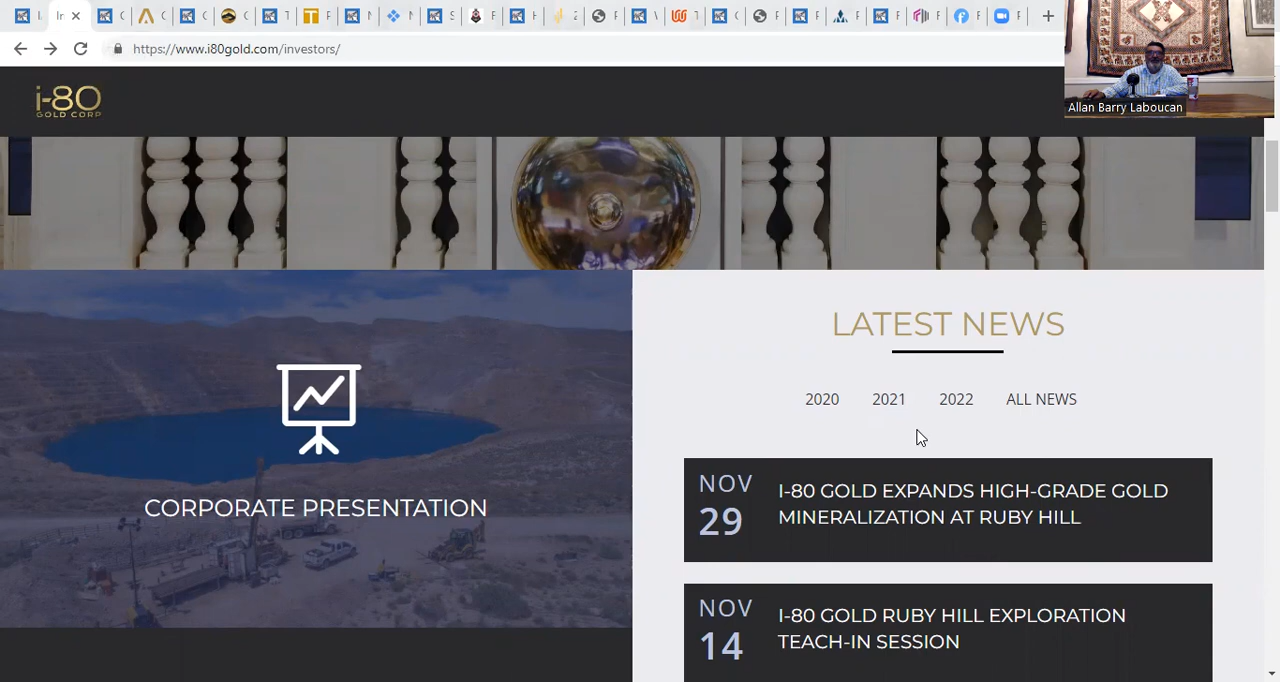 Ir
https://www.i80gold.com/investors/
Allan Barry Laboucan
i-80
GOLD CORP
CORPORATE PRESENTATION
LATEST NEWS
2020 2021 2022 ALL NEWS
NOV
29
I-80 GOLD EXPANDS HIGH-GRADE GOLD
MINERALIZATION AT RUBY HILL
NOV
14
I-80 GOLD RUBY HILL EXPLORATION
TEACH-IN SESSION